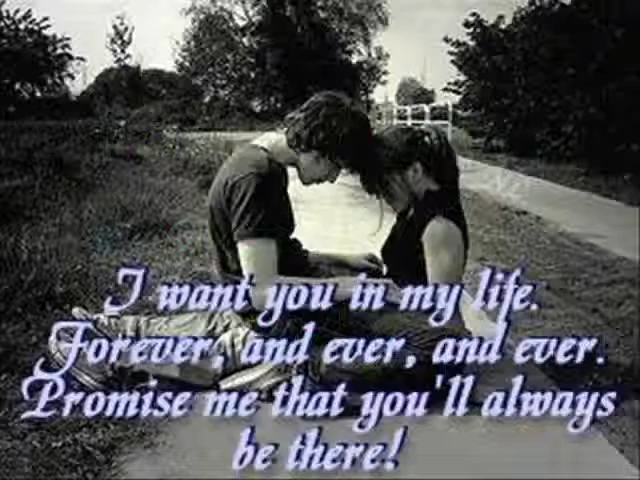 I want you in my life.
Forever, and ever, and ever.
Promise me that you'll always
be there!